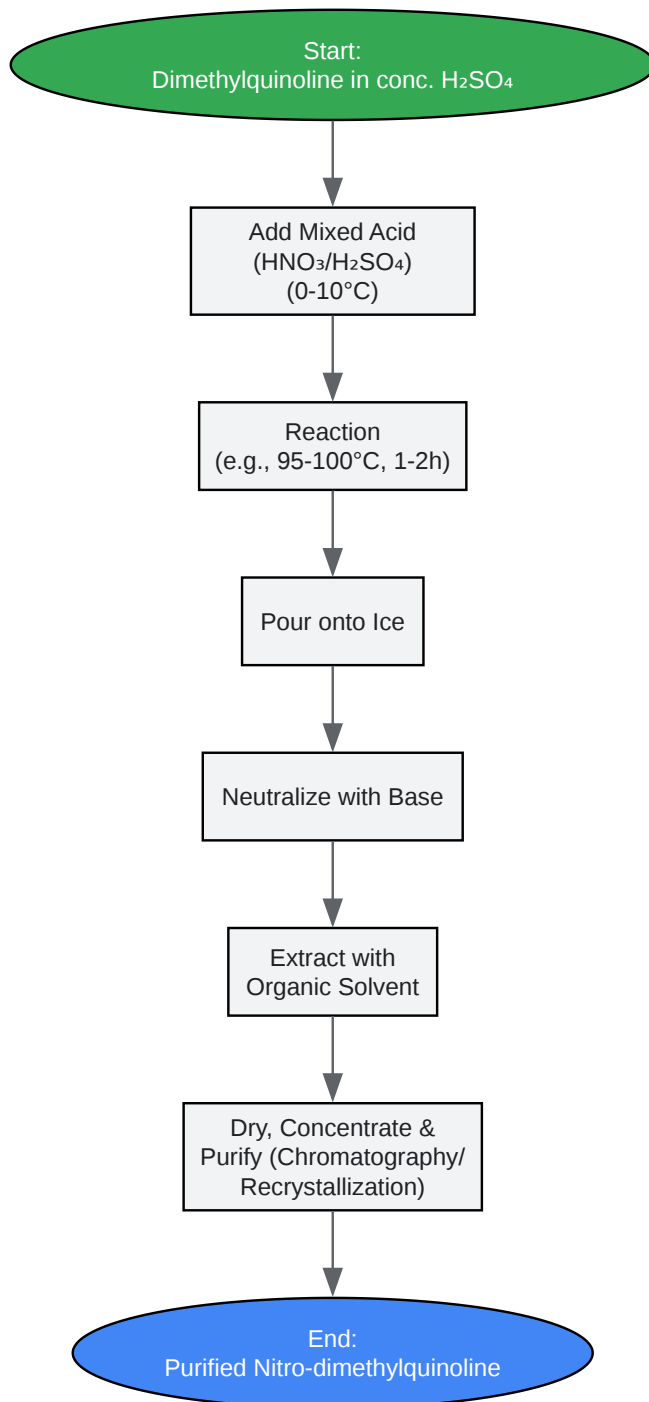 Start:
Dimethylquinoline in conc. H₂SO₄
Add Mixed Acid
(HNO₃/H₂SO₄)
(0-10°C)
Reaction
(e.g., 95-100°C, 1-2h)
Pour onto Ice
Neutralize with Base
Extract with
Organic Solvent
Dry, Concentrate &
Purify (Chromatography/
Recrystallization)
End:
Purified Nitro-dimethylquinoline